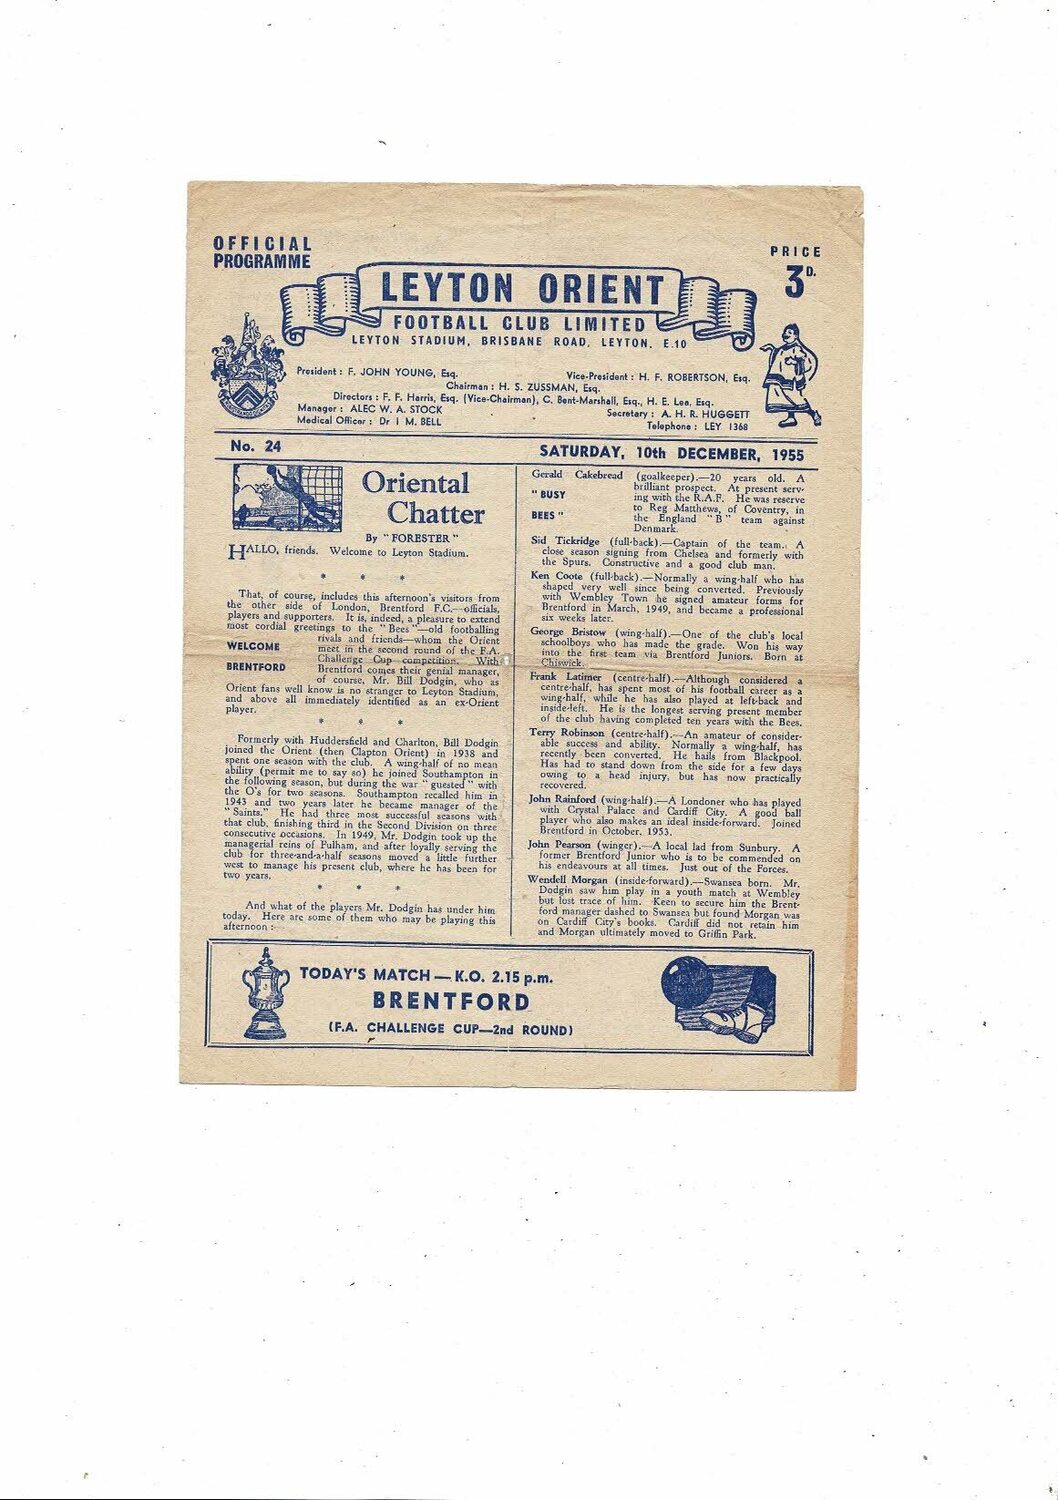 OFFICIAL
PROGRAMME
PRICE
3D.
LEYTON ORIENT
FOOTBALL CLUB LIMITED
LEYTON STADIUM, BRISBANE ROAD, LEYTON, E.10
President : F. JOHN YOUNG, Esq.
Vice-President : H. F. ROBERTSON, Esq.
Chairman : H. S. ZUSSMAN, Esq.
Directors : F. F. Harris, Esq. (Vice-Chairman), C. Bent-Marshall, Esq., H. E. Lea, Esq.
Manager : ALEC W. A. STOCK
Secretary : A. H. R. HUGGETT
Medical Officer : Dr I M. BELL
Telephone : LEY 1368
No. 24
SATURDAY, 10th DECEMBER, 1955
Oriental
Chatter
By "FORESTER"
HALLO, friends. Welcome to Leyton Stadium.
* * *
That, of course, includes this afternoon's visitors from
the other side of London, Brentford F.C.—officials,
players and supporters. It is, indeed, a pleasure to extend
most cordial greetings to the "Bees"—old footballing
WELCOME
BRENTFORD
rivals and friends—whom the Orient
meet in the second round of the F.A.
Challenge Cup competition. With
Brentford comes their genial manager,
of course, Mr. Bill Dodgin, who as
Orient fans well know is no stranger to Leyton Stadium,
and above all immediately identified as an ex-Orient
player.
* * *
Formerly with Huddersfield and Charlton, Bill Dodgin
joined the Orient (then Clapton Orient) in 1938 and
spent one season with the club. A wing-half of no mean
ability (permit me to say so) he joined Southampton in
the following season, but during the war "guested" with
the O's for two seasons. Southampton recalled him in
1943 and two years later he became manager of the
"Saints." He had three most successful seasons with
that club, finishing third in the Second Division on three
consecutive occasions. In 1949, Mr. Dodgin took up the
managerial reins of Fulham, and after loyally serving the
club for three-and-a-half seasons moved a little further
west to manage his present club, where he has been for
two years.
* * *
And what of the players Mr. Dodgin has under him
today. Here are some of them who may be playing this
afternoon :—
Gerald Cakebread (goalkeeper).—20 years old. A
"BUSY
BEES"
brilliant prospect. At present serv-
ing with the R.A.F. He was reserve
to Reg Matthews, of Coventry, in
the England "B" team against
Denmark.
Sid Tickridge (full-back).—Captain of the team. A
close season signing from Chelsea and formerly with
the Spurs. Constructive and a good club man.
Ken Coote (full-back).—Normally a wing-half who has
shaped very well since being converted. Previously
with Wembley Town he signed amateur forms for
Brentford in March, 1949, and became a professional
six weeks later.
George Bristow (wing-half).—One of the club's local
schoolboys who has made the grade. Won his way
into the first team via Brentford Juniors. Born at
Chiswick.
Frank Latimer (centre-half).—Although considered a
centre-half, has spent most of his football career as a
wing-half, while he has also played at left-back and
inside-left. He is the longest serving present member
of the club having completed ten years with the Bees.
Terry Robinson (centre-half).—An amateur of consider-
able success and ability. Normally a wing-half, has
recently been converted. He hails from Blackpool.
Has had to stand down from the side for a few days
owing to a head injury, but has now practically
recovered.
John Rainford (wing-half).—A Londoner who has played
with Crystal Palace and Cardiff City. A good ball
player who also makes an ideal inside-forward. Joined
Brentford in October, 1953.
John Pearson (winger).—A local lad from Sunbury. A
former Brentford Junior who is to be commended on
his endeavours at all times. Just out of the Forces.
Wendell Morgan (inside-forward).—Swansea born. Mr.
Dodgin saw him play in a youth match at Wembley
but lost trace of him. Keen to secure him the Brent-
ford manager dashed to Swansea but found Morgan was
on Cardiff City's books. Cardiff did not retain him
and Morgan ultimately moved to Griffin Park.
TODAY'S MATCH — K.O. 2.15 p.m.
BRENTFORD
(F.A. CHALLENGE CUP—2nd ROUND)